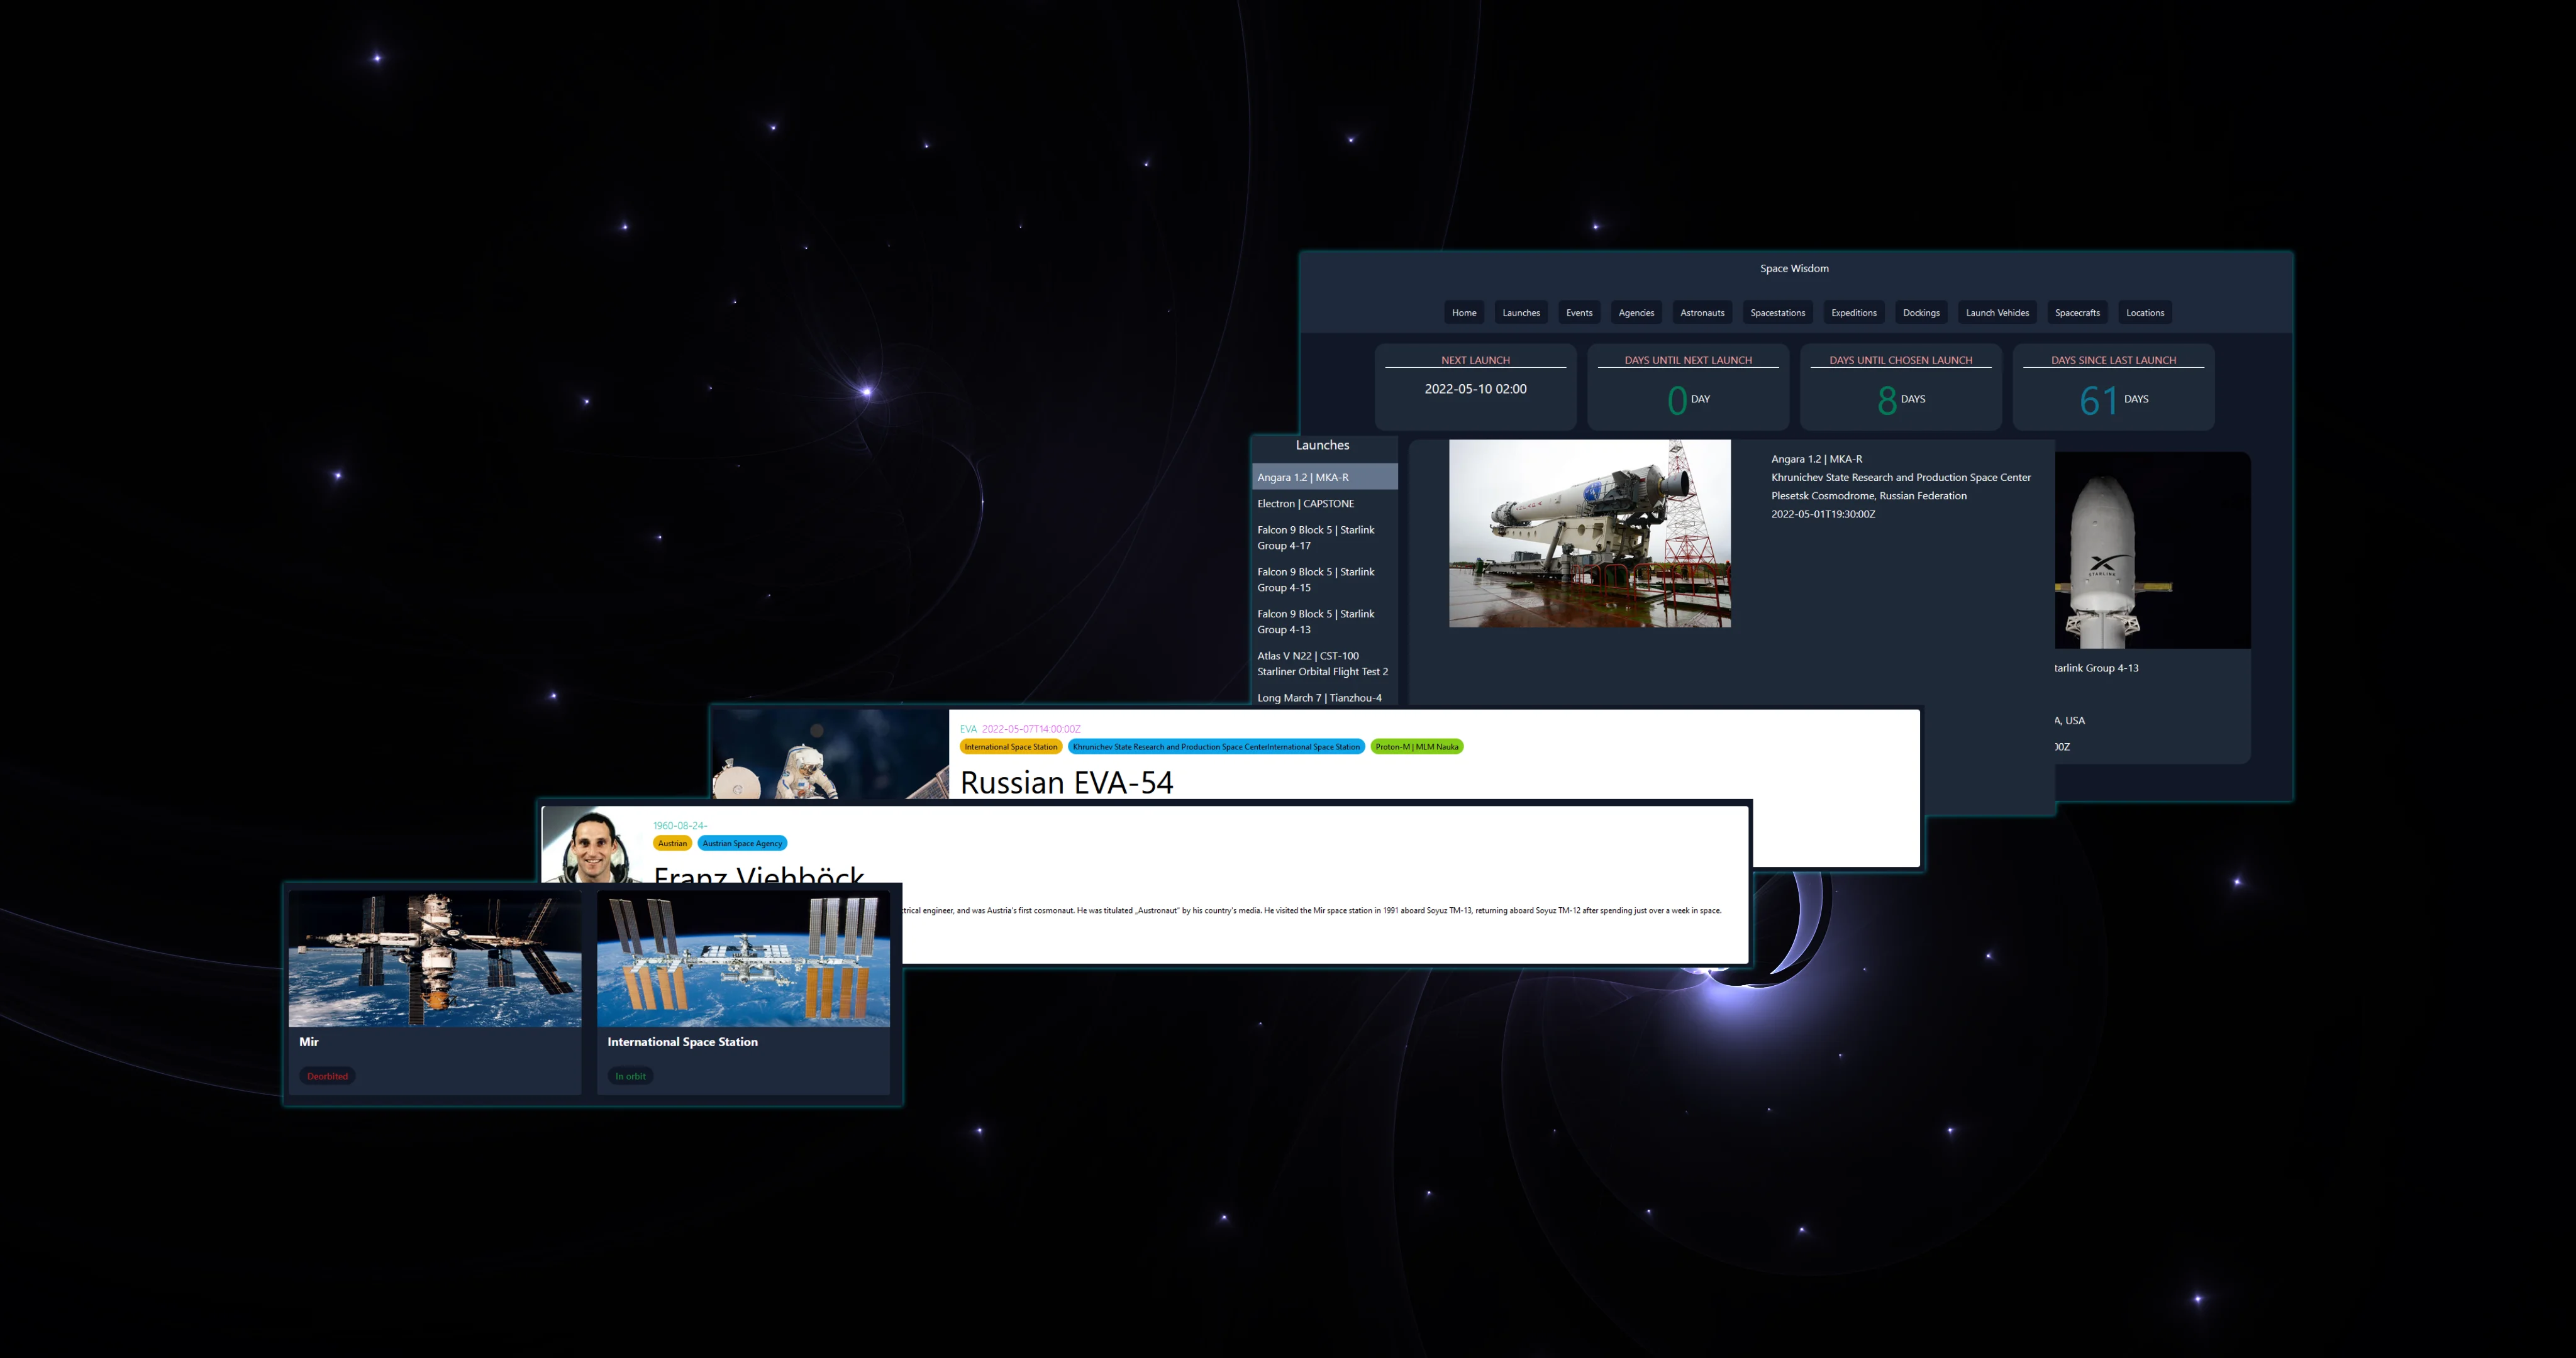 Space Wisdom
Home Launches Events Agencies Astronauts Spacestations Expeditions Dockings Launch Vehicles Spacecrafts Locations
NEXT LAUNCH
2022-05-10 02:00
DAYS UNTIL NEXT LAUNCH
0 DAY
DAYS UNTIL CHOSEN LAUNCH
8 DAYS
DAYS SINCE LAST LAUNCH
61 DAYS
Launches
Angara 1.2 | MKA-R
Electron | CAPSTONE
Falcon 9 Block 5 | Starlink
Group 4-17
Falcon 9 Block 5 | Starlink
Group 4-15
Falcon 9 Block 5 | Starlink
Group 4-13
Atlas V N22 | CST-100
Starliner Orbital Flight Test 2
Long March 7 | Tianzhou-4
Angara 1.2 | MKA-R
Khrunichev State Research and Production Space Center
Plesetsk Cosmodrome, Russian Federation
2022-05-01T19:30:00Z
STARLINK
tarlink Group 4-13
A, USA
00Z
EVA 2022-05-07T14:00:00Z
International Space Station Khrunichev State Research and Production Space CenterInternational Space Station Proton-M | MLM Nauka
Russian EVA-54
1960-08-24-
Austrian Austrian Space Agency
Franz Viehböck
trical engineer, and was Austria's first cosmonaut. He was titulated „Austronaut" by his country's media. He visited the Mir space station in 1991 aboard Soyuz TM-13, returning aboard Soyuz TM-12 after spending just over a week in space.
Mir
Deorbited
International Space Station
In orbit